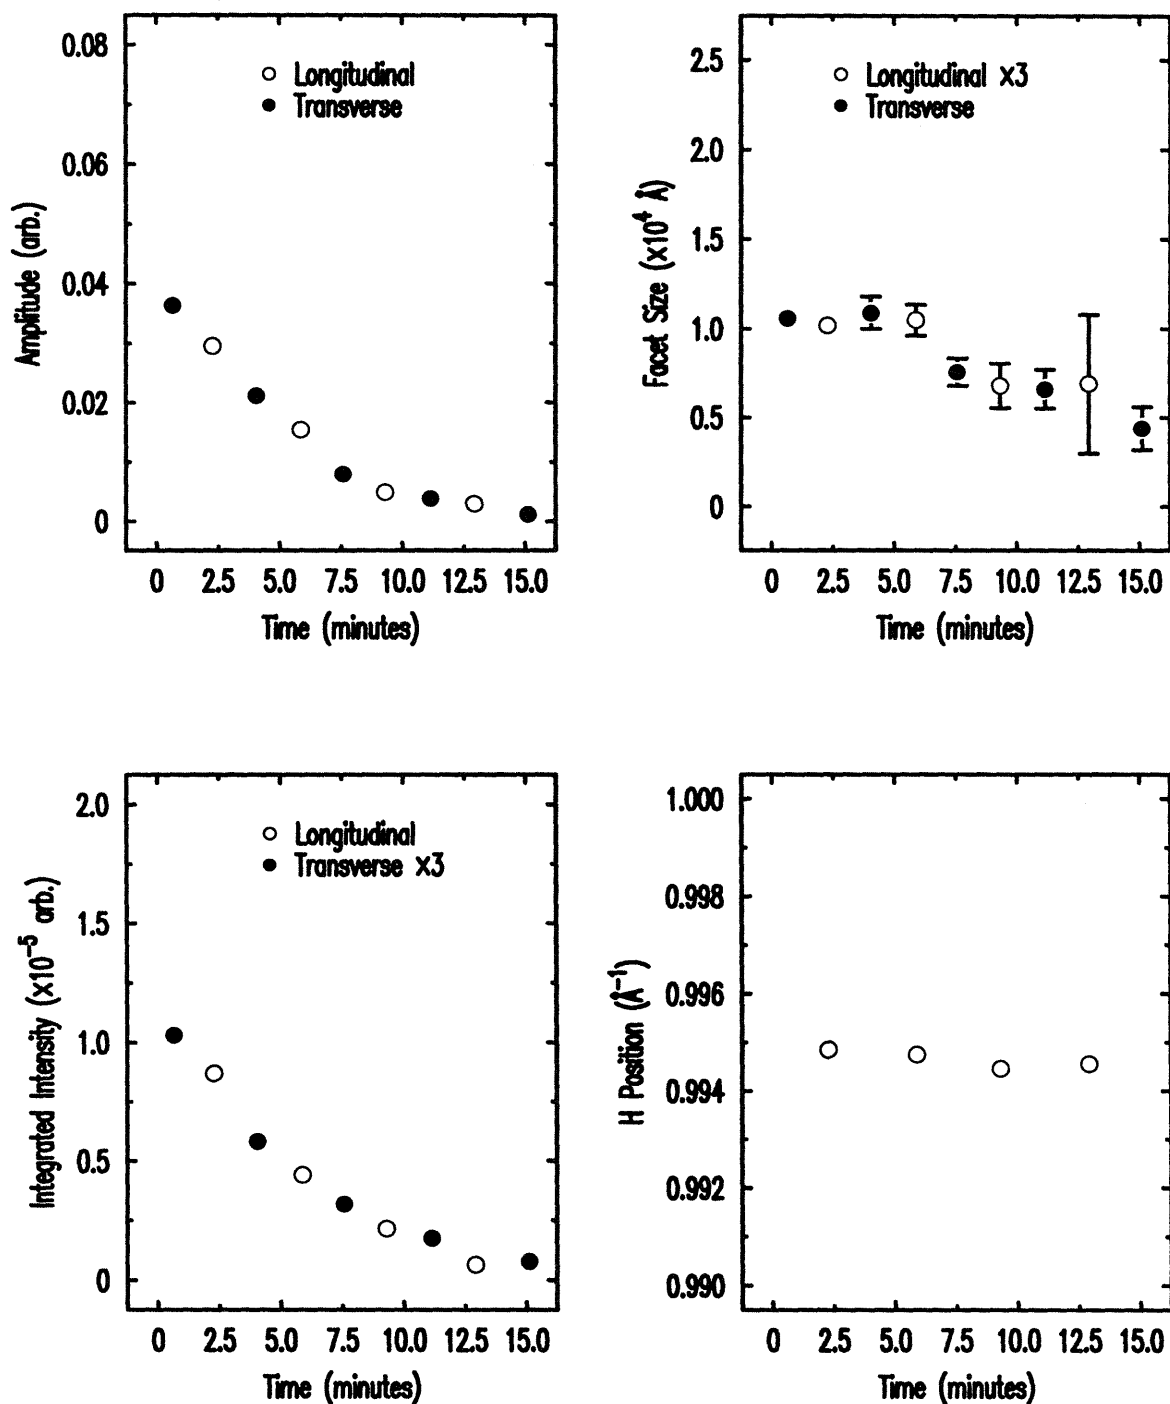 0.08
0.06
0.04
0.02
0
Amplitude (arb.)
Longitudinal
Transverse
0 2.5 5.0 7.5 10.0 12.5 15.0
Time (minutes)
2.5
2.0
1.5
1.0
0.5
0
Facet Size (×10⁴ Å)
Longitudinal ×3
Transverse
0 2.5 5.0 7.5 10.0 12.5 15.0
Time (minutes)
2.0
1.5
1.0
0.5
0
Integrated Intensity (×10⁻⁵ arb.)
Longitudinal
Transverse ×3
0 2.5 5.0 7.5 10.0 12.5 15.0
Time (minutes)
1.000
0.998
0.996
0.994
0.992
0.990
H Position (Å⁻¹)
0 2.5 5.0 7.5 10.0 12.5 15.0
Time (minutes)